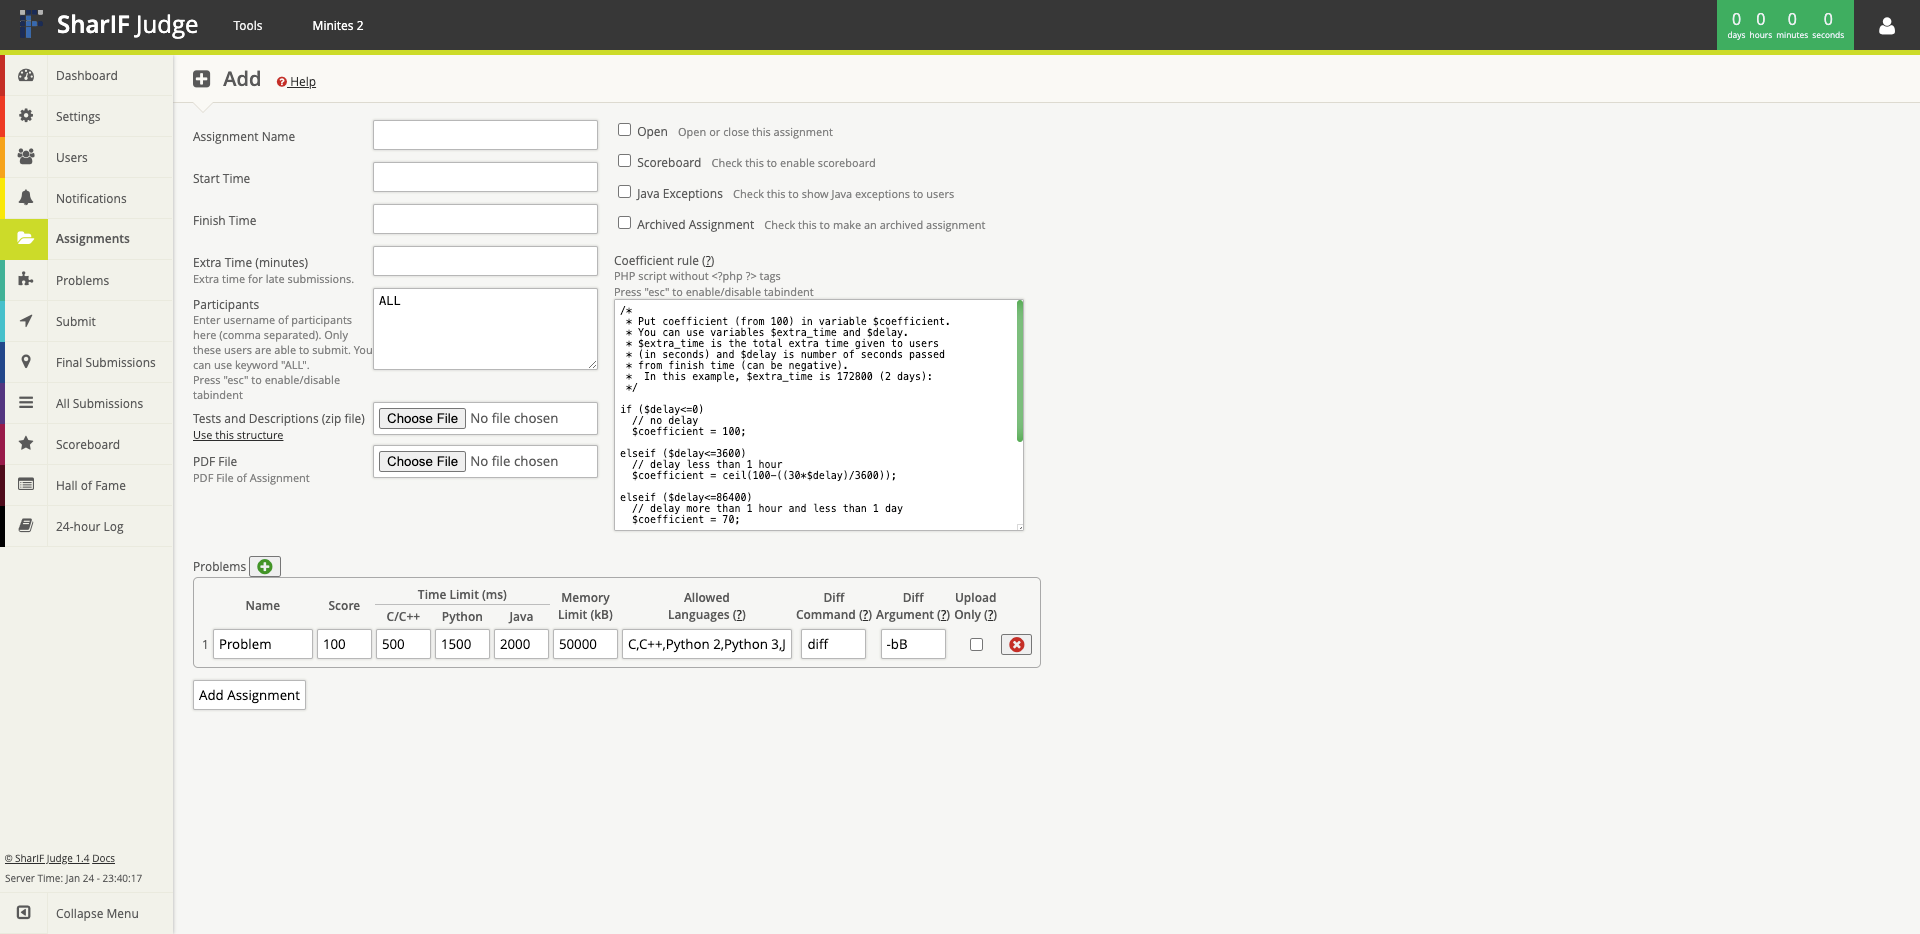 SharIF Judge
Tools
Minites 2
0 0 0 0
days hours minutes seconds
Dashboard
Settings
Users
Notifications
Assignments
Problems
Submit
Final Submissions
All Submissions
Scoreboard
Hall of Fame
24-hour Log
© SharIF Judge 1.4 Docs
Server Time: Jan 24 - 23:40:17
Collapse Menu
Add
Help
Assignment Name
Start Time
Finish Time
Extra Time (minutes)
Extra time for late submissions.
Participants
Enter username of participants
here (comma separated). Only
these users are able to submit. You
can use keyword "ALL".
Press "esc" to enable/disable
tabindent
ALL
Tests and Descriptions (zip file)
Use this structure
Choose File No file chosen
PDF File
PDF File of Assignment
Choose File No file chosen
Open Open or close this assignment
Scoreboard Check this to enable scoreboard
Java Exceptions Check this to show Java exceptions to users
Archived Assignment Check this to make an archived assignment
Coefficient rule (?)
PHP script without <?php ?> tags
Press "esc" to enable/disable tabindent
/*
* Put coefficient (from 100) in variable $coefficient.
* You can use variables $extra_time and $delay.
* $extra_time is the total extra time given to users
* (in seconds) and $delay is number of seconds passed
* from finish time (can be negative).
* In this example, $extra_time is 172800 (2 days):
*/
if ($delay<=0)
// no delay
$coefficient = 100;
elseif ($delay<=3600)
// delay less than 1 hour
$coefficient = ceil(100-((30*$delay)/3600));
elseif ($delay<=86400)
// delay more than 1 hour and less than 1 day
$coefficient = 70;
Problems
Name
Score
Time Limit (ms)
C/C++ Python Java
Memory
Limit (kB)
Allowed
Languages (?)
Diff
Command (?)
Diff
Argument (?)
Upload
Only (?)
1 Problem 100 500 1500 2000 50000 C,C++,Python 2,Python 3,J diff -bB
Add Assignment